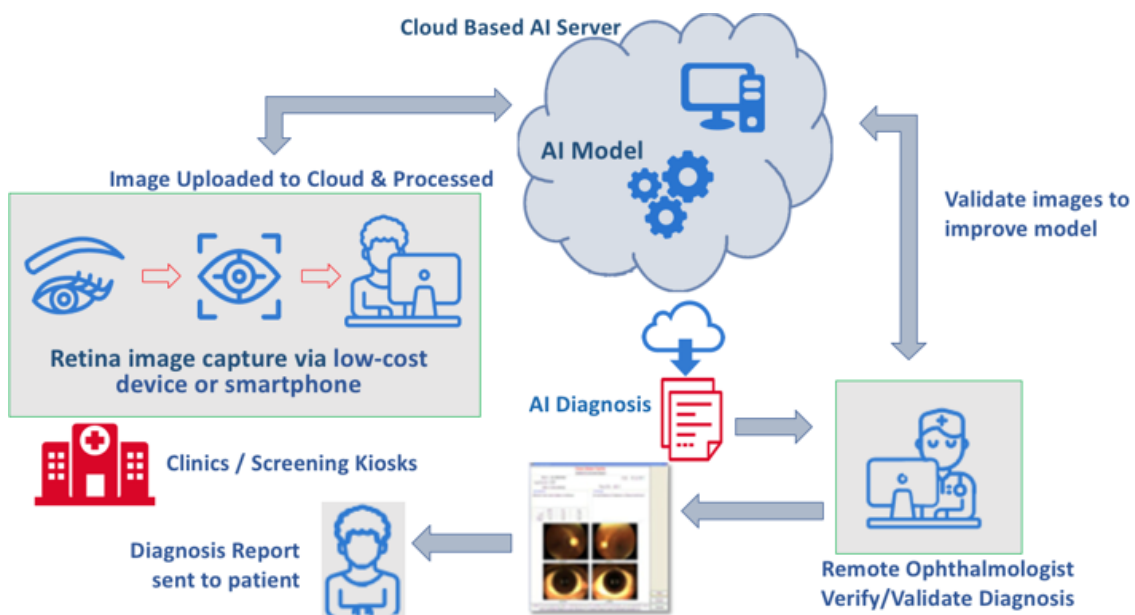 Cloud Based AI Server
AI Model
Image Uploaded to Cloud & Processed
Retina image capture via low-cost
device or smartphone
Validate images to
improve model
Clinics / Screening Kiosks
AI Diagnosis
Diagnosis Report
sent to patient
Remote Ophthalmologist
Verify/Validate Diagnosis